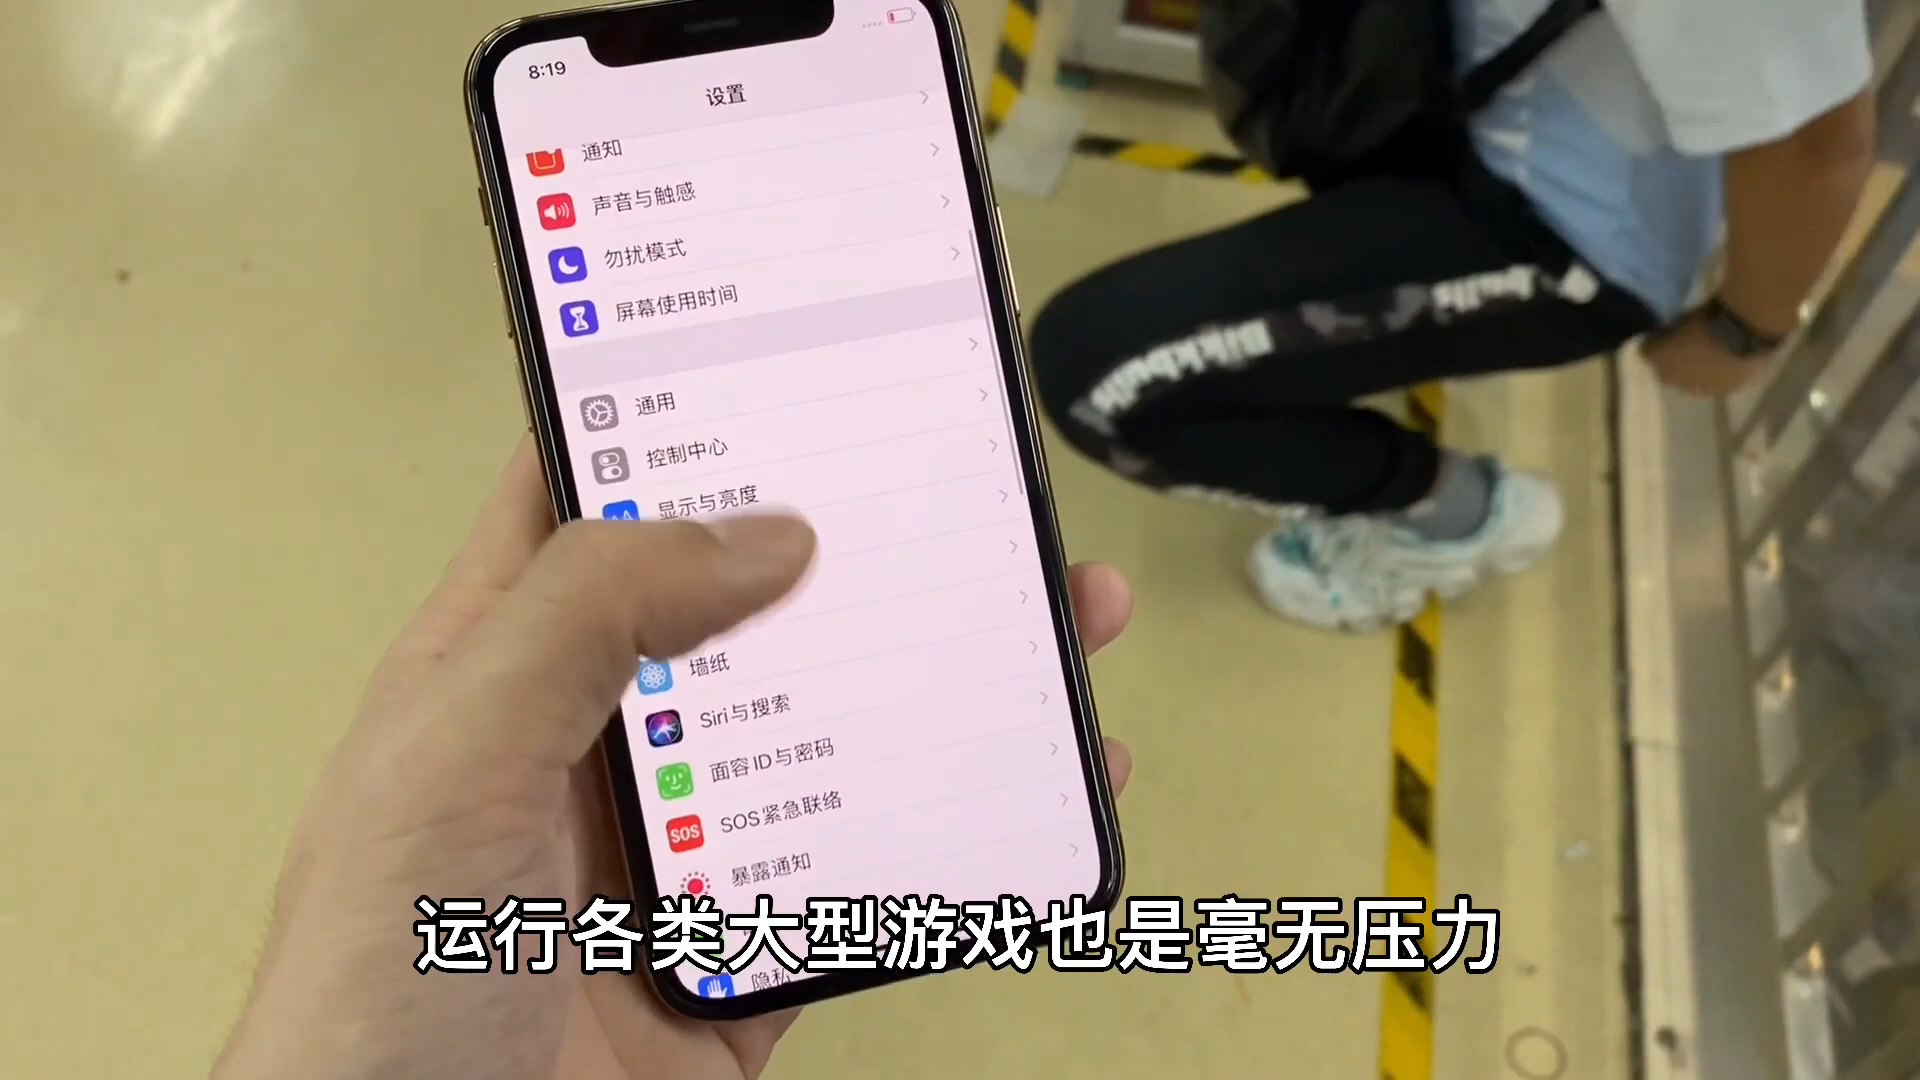 8:19
设置
通知
声音与触感
勿扰模式
屏幕使用时间
通用
控制中心
显示与亮度
墙纸
Siri与搜索
面容ID与密码
SOS
SOS紧急联络
暴露通知
隐私
Bikkbulls
运行各类大型游戏也是毫无压力